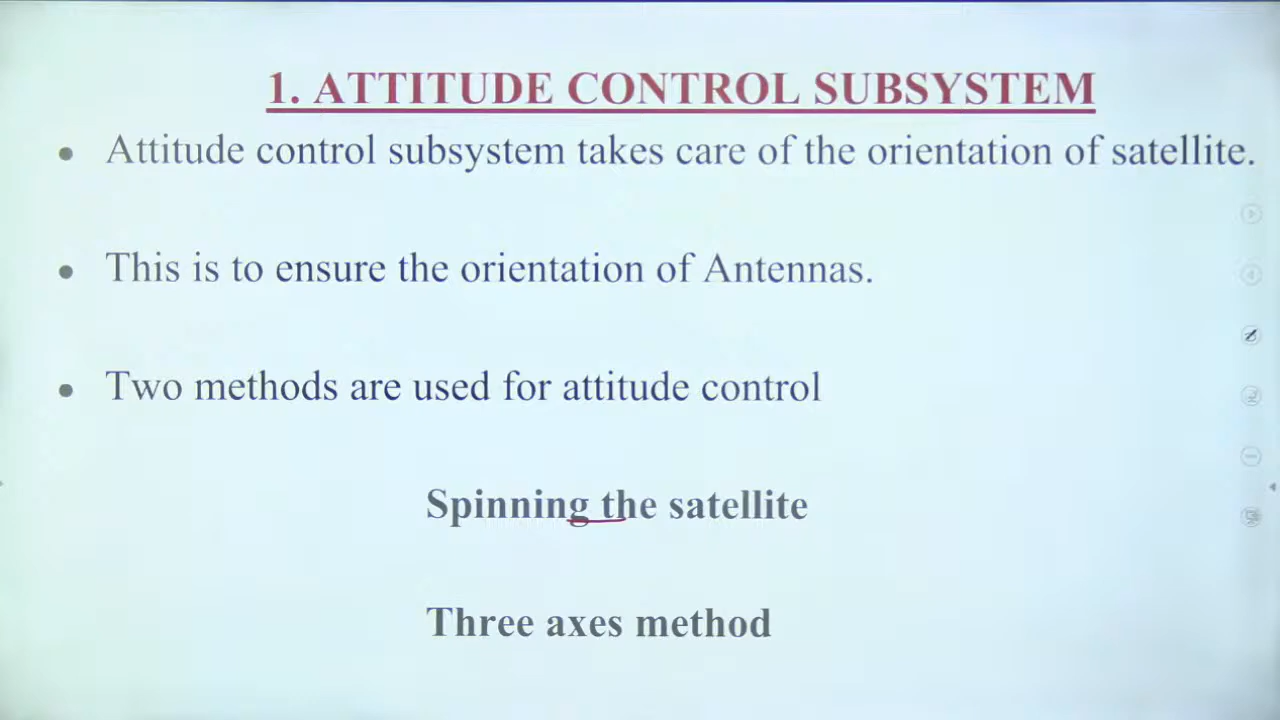 1. ATTITUDE CONTROL SUBSYSTEM
• Attitude control subsystem takes care of the orientation of satellite.
• This is to ensure the orientation of Antennas.
• Two methods are used for attitude control
Spinning the satellite
Three axes method